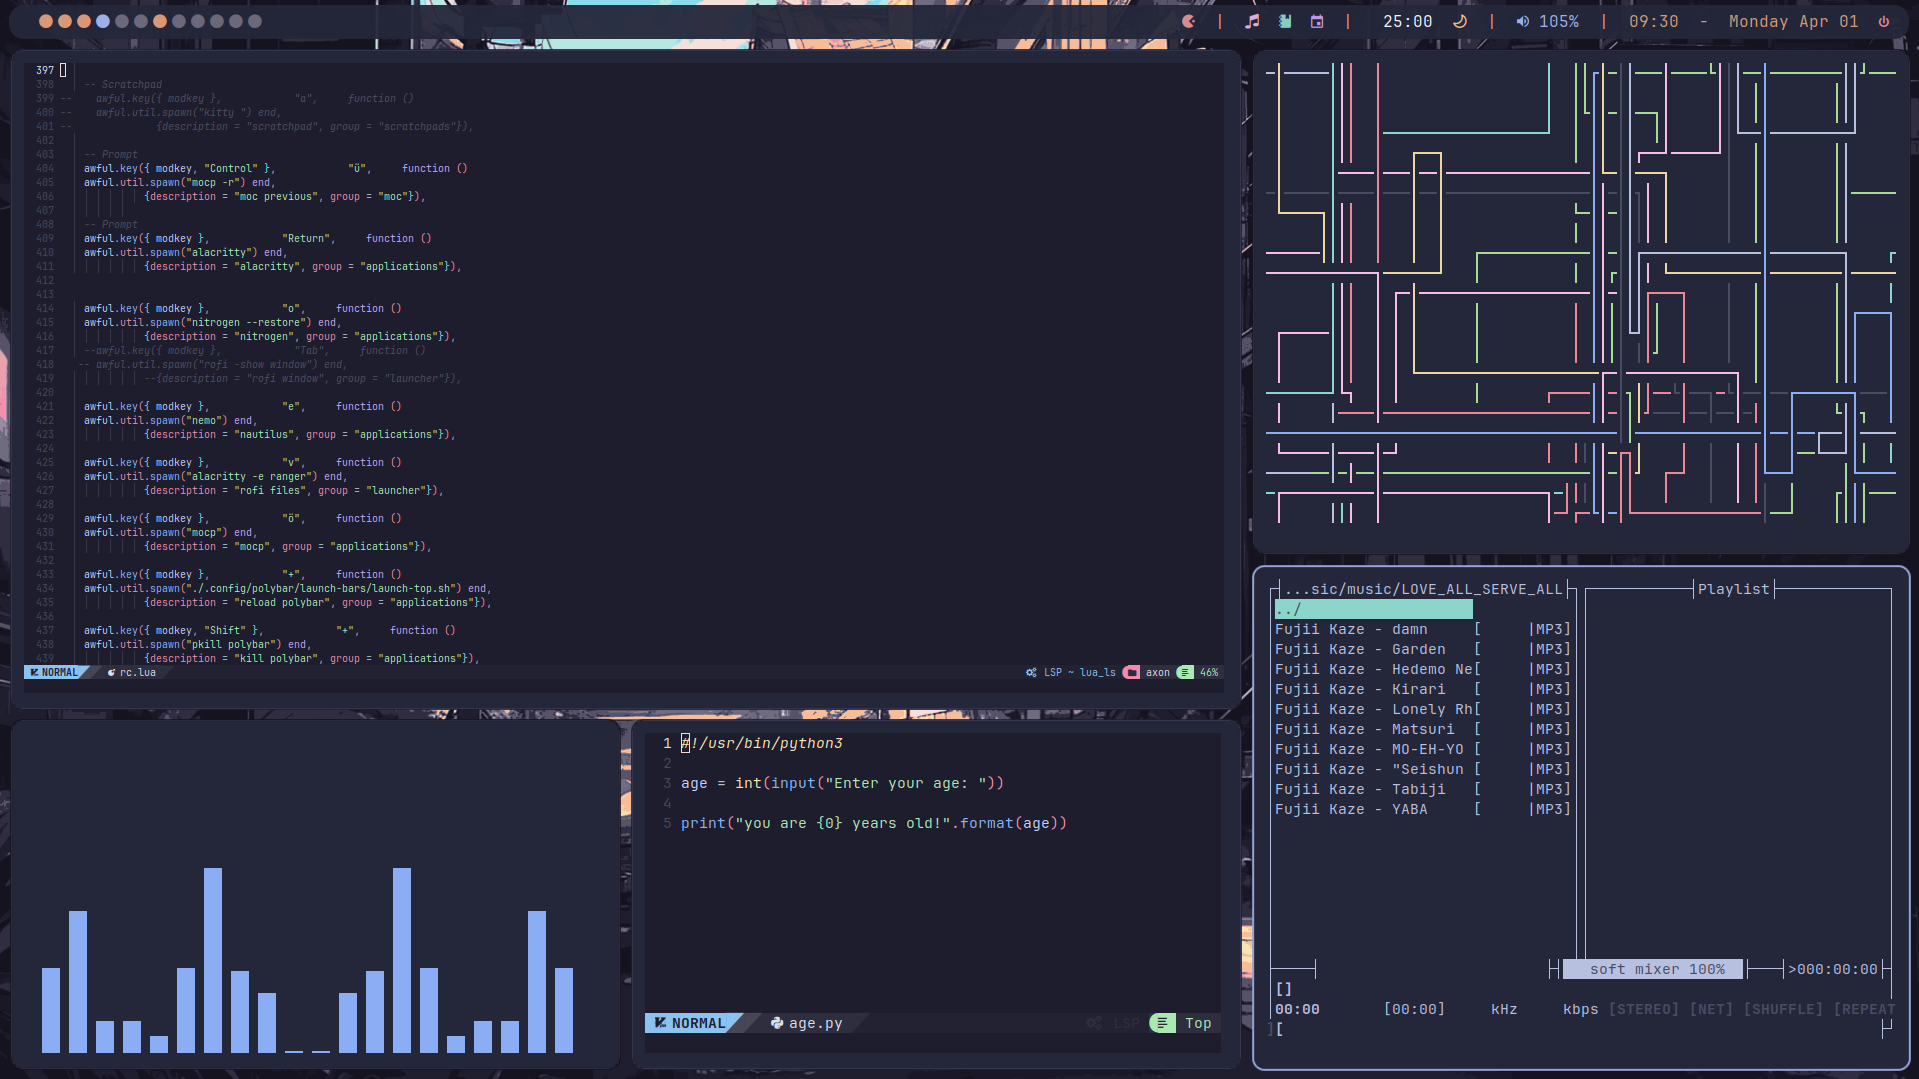 25:00
105%
09:30 - Monday Apr 01
397
398 -- Scratchpad
399 -- awful.key({ modkey }, "a", function ()
400 -- awful.util.spawn("kitty ") end,
401 -- {description = "scratchpad", group = "scratchpads"}),
402
403 -- Prompt
404 awful.key({ modkey, "Control" }, "ü", function ()
405 awful.util.spawn("mocp -r") end,
406 {description = "moc previous", group = "moc"}),
407
408 -- Prompt
409 awful.key({ modkey }, "Return", function ()
410 awful.util.spawn("alacritty") end,
411 {description = "alacritty", group = "applications"}),
412
413
414 awful.key({ modkey }, "o", function ()
415 awful.util.spawn("nitrogen --restore") end,
416 {description = "nitrogen", group = "applications"}),
417 --awful.key({ modkey }, "Tab", function ()
418 -- awful.util.spawn("rofi -show window") end,
419 --{description = "rofi window", group = "launcher"}),
420
421 awful.key({ modkey }, "e", function ()
422 awful.util.spawn("nemo") end,
423 {description = "nautilus", group = "applications"}),
424
425 awful.key({ modkey }, "v", function ()
426 awful.util.spawn("alacritty -e ranger") end,
427 {description = "rofi files", group = "launcher"}),
428
429 awful.key({ modkey }, "ö", function ()
430 awful.util.spawn("mocp") end,
431 {description = "mocp", group = "applications"}),
432
433 awful.key({ modkey }, "+", function ()
434 awful.util.spawn("./.config/polybar/launch-bars/launch-top.sh") end,
435 {description = "reload polybar", group = "applications"}),
436
437 awful.key({ modkey, "Shift" }, "+", function ()
438 awful.util.spawn("pkill polybar") end,
439 {description = "kill polybar", group = "applications"}),
NORMAL rc.lua LSP ~ lua_ls axon 46%
1 #!/usr/bin/python3
2
3 age = int(input("Enter your age: "))
4
5 print("you are {0} years old!".format(age))
NORMAL age.py LSP Top
...sic/music/LOVE_ALL_SERVE_ALL
Playlist
../
Fujii Kaze - damn [ |MP3]
Fujii Kaze - Garden [ |MP3]
Fujii Kaze - Hedemo Ne[ |MP3]
Fujii Kaze - Kirari [ |MP3]
Fujii Kaze - Lonely Rh[ |MP3]
Fujii Kaze - Matsuri [ |MP3]
Fujii Kaze - MO-EH-YO [ |MP3]
Fujii Kaze - "Seishun [ |MP3]
Fujii Kaze - Tabiji [ |MP3]
Fujii Kaze - YABA [ |MP3]
soft mixer 100% >000:00:00
[]
00:00 [00:00] kHz kbps [STEREO] [NET] [SHUFFLE] [REPEAT
][